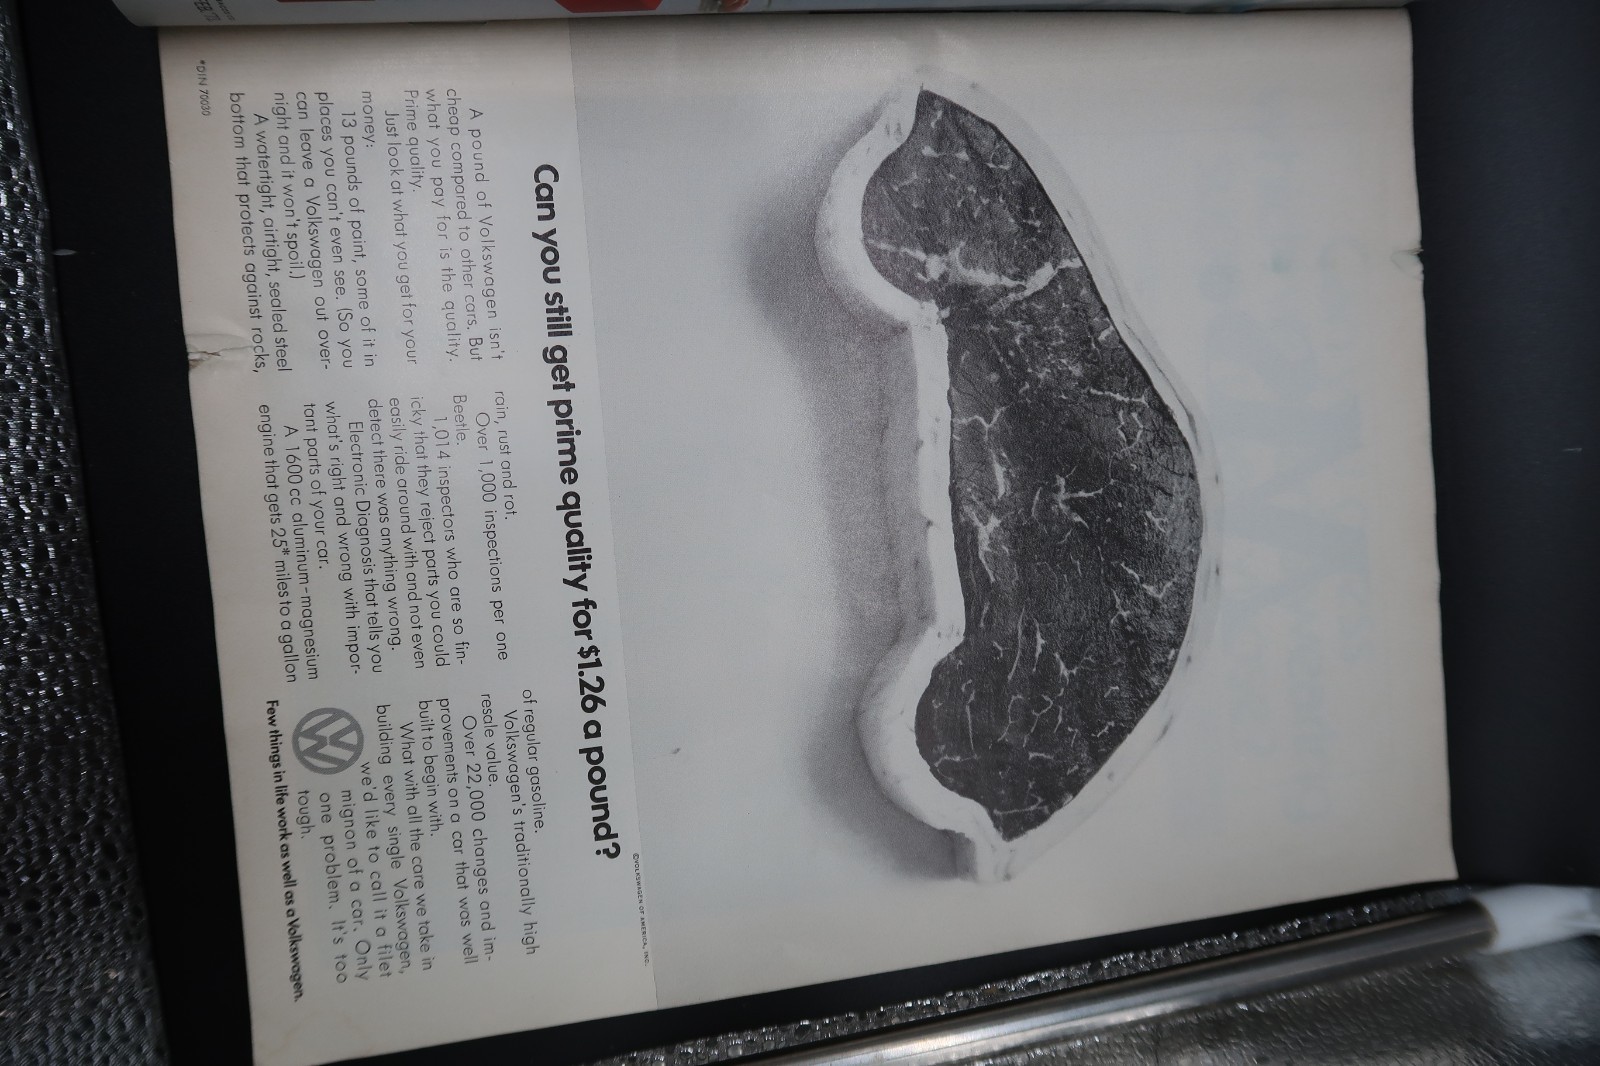 Can you still get prime quality for $1.26 a pound?
©VOLKSWAGEN OF AMERICA, INC.
A pound of Volkswagen isn't
cheap compared to other cars. But
what you pay for is the quality.
Prime quality.
Just look at what you get for your
money:
13 pounds of paint, some of it in
places you can't even see. (So you
can leave a Volkswagen out over-
night and it won't spoil.)
A watertight, airtight, sealed steel
bottom that protects against rocks,
rain, rust and rot.
Over 1,000 inspections per one
Beetle.
1,014 inspectors who are so fin-
icky that they reject parts you could
easily ride around with and not even
detect there was anything wrong.
Electronic Diagnosis that tells you
what's right and wrong with impor-
tant parts of your car.
A 1600 cc aluminum-magnesium
engine that gets 25* miles to a gallon
of regular gasoline.
Volkswagen's traditionally high
resale value.
Over 22,000 changes and im-
provements on a car that was well
built to begin with.
What with all the care we take in
building every single Volkswagen,
we'd like to call it a filet
mignon of a car. Only
one problem. It's too
tough.
Few things in life work as well as a Volkswagen.
*DIN 70030